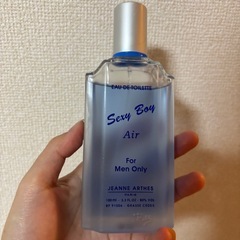 EAU DE TOILETTE
Sexy Boy
Air
For
Men Only
JEANNE ARTHES